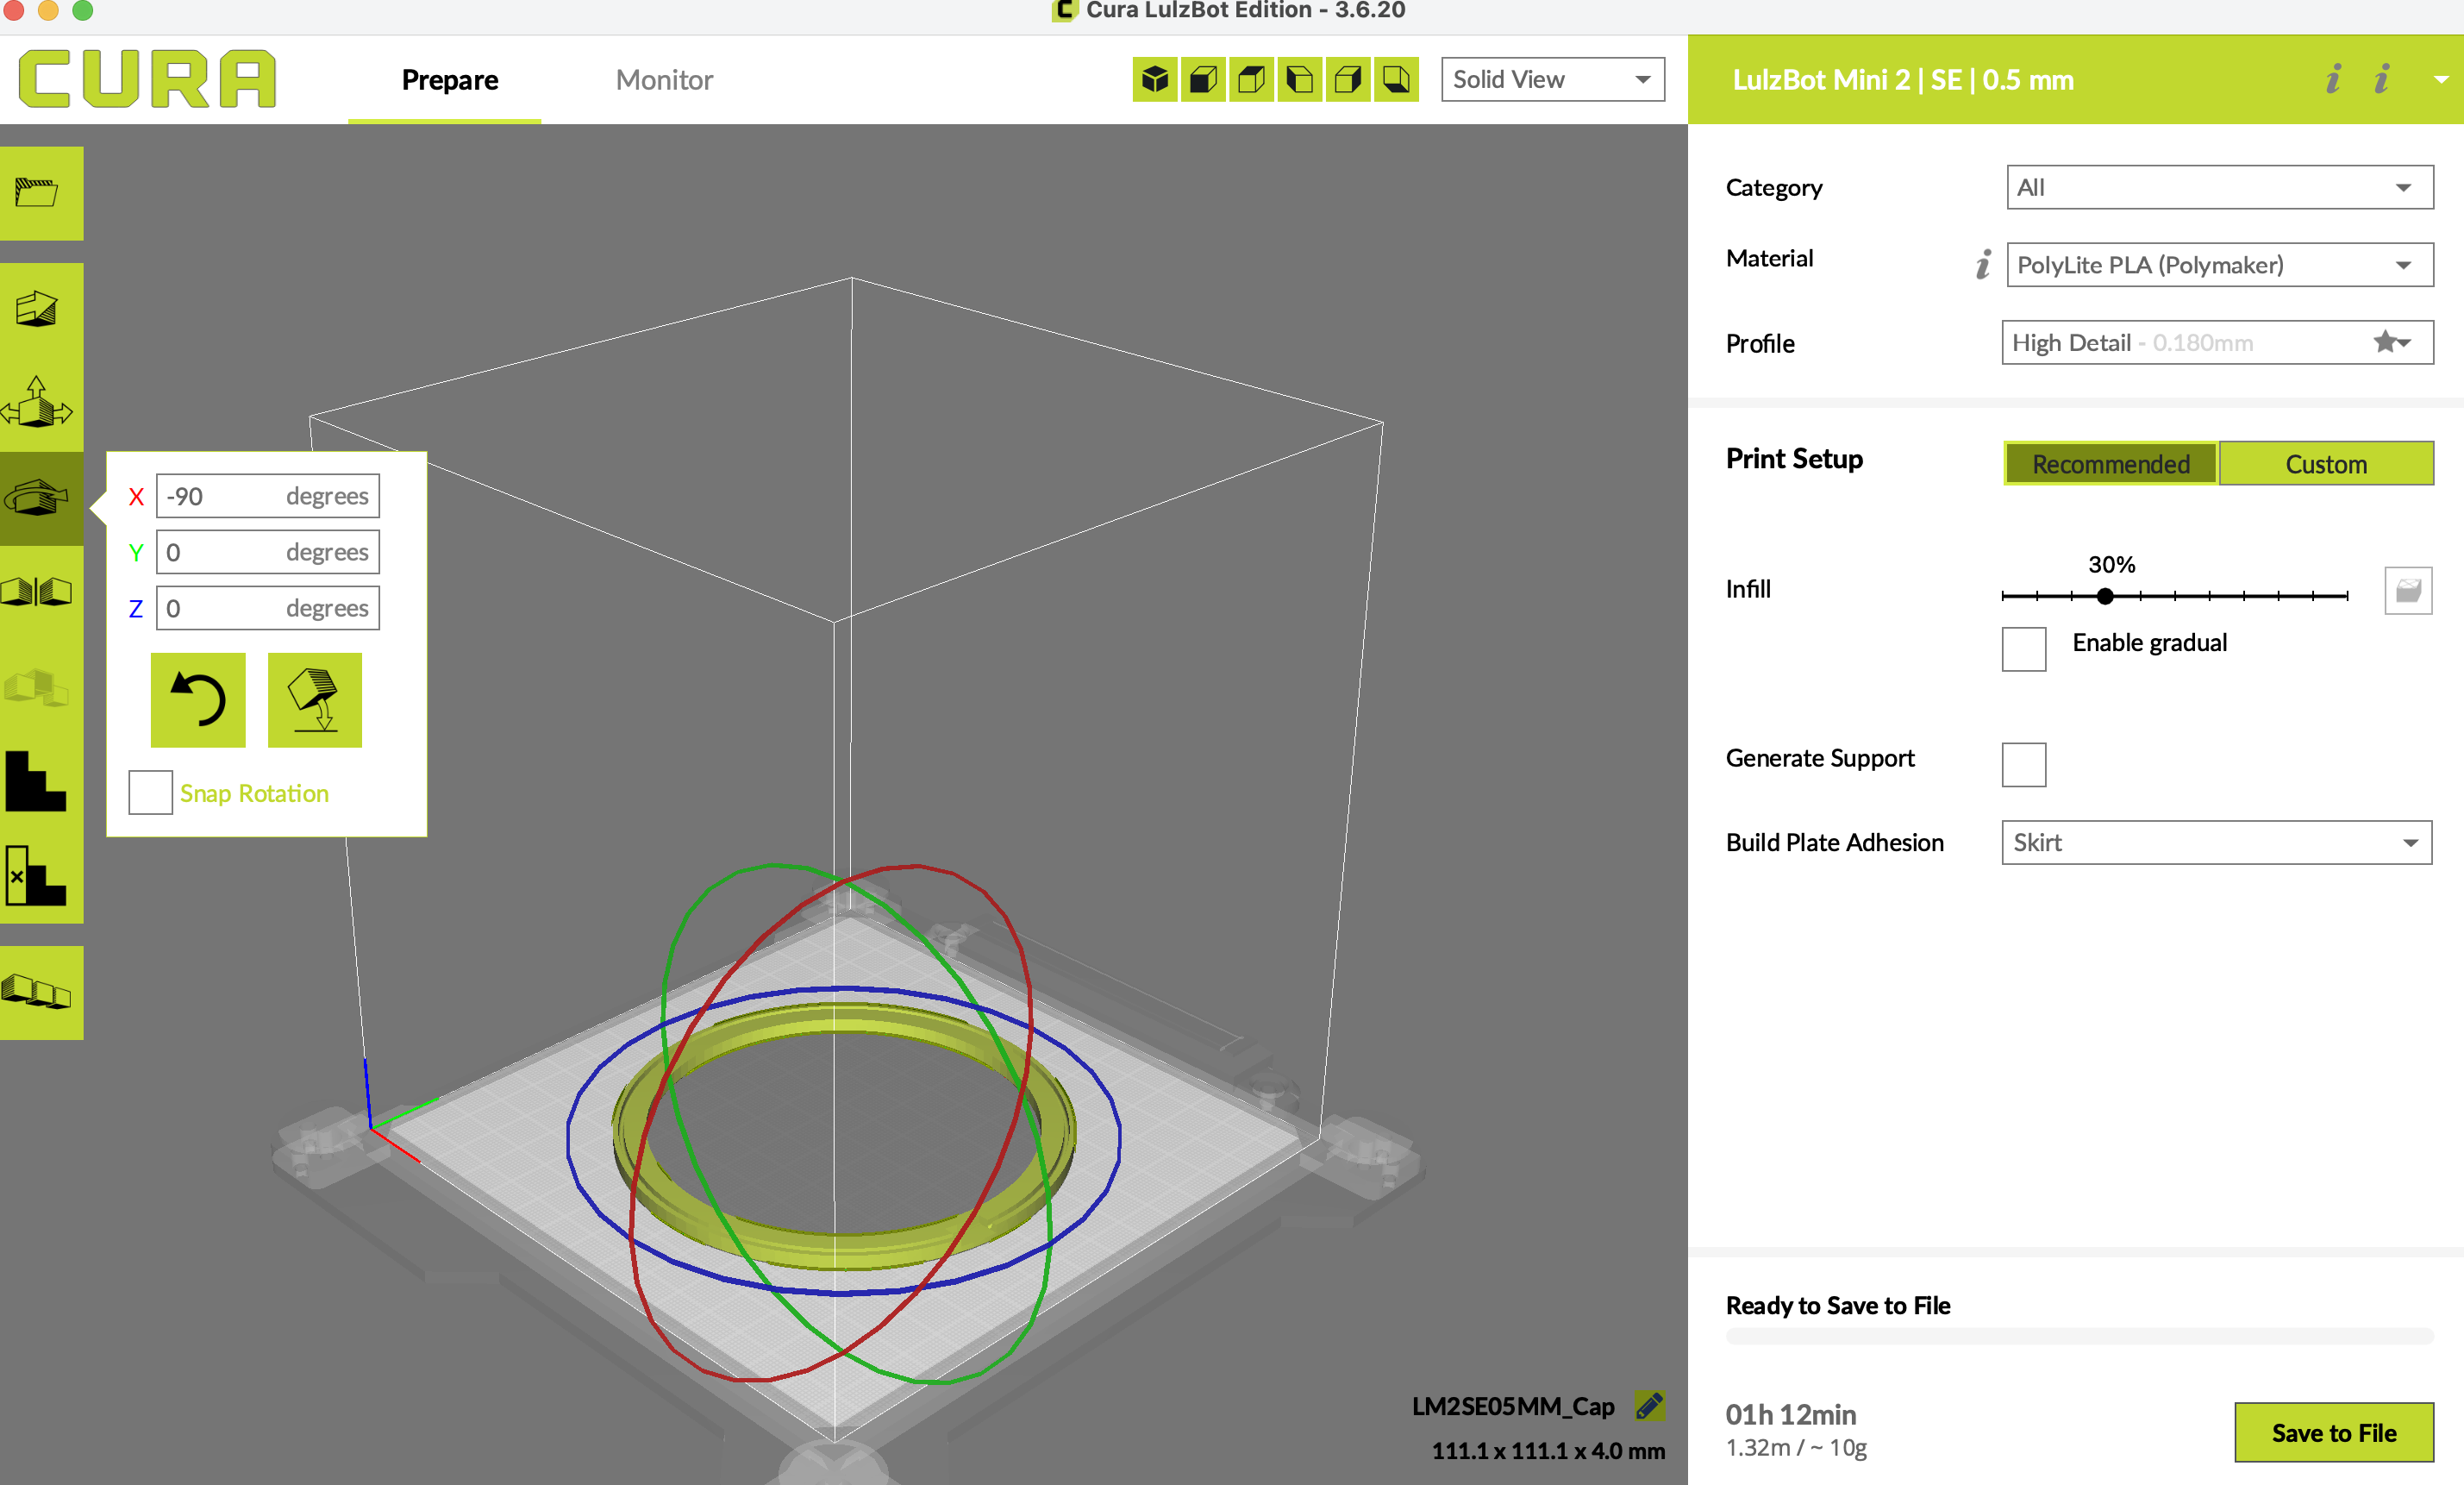 Cura LulzBot Edition - 3.6.20
CURA
Prepare
Monitor
Solid View
LulzBot Mini 2 | SE | 0.5 mm
Category
All
Material
PolyLite PLA (Polymaker)
Profile
High Detail - 0.180mm
Print Setup
Recommended
Custom
X -90 degrees
Y 0 degrees
Z 0 degrees
Snap Rotation
Infill
30%
Enable gradual
Generate Support
Build Plate Adhesion
Skirt
Ready to Save to File
LM2SE05MM_Cap
111.1 x 111.1 x 4.0 mm
01h 12min
1.32m / ~ 10g
Save to File